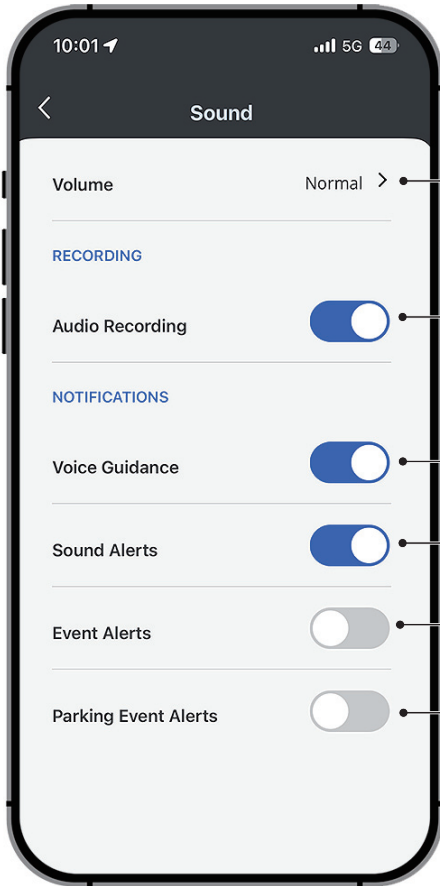 10:01 5G 44
Sound
Volume Normal
RECORDING
Audio Recording
NOTIFICATIONS
Voice Guidance
Sound Alerts
Event Alerts
Parking Event Alerts